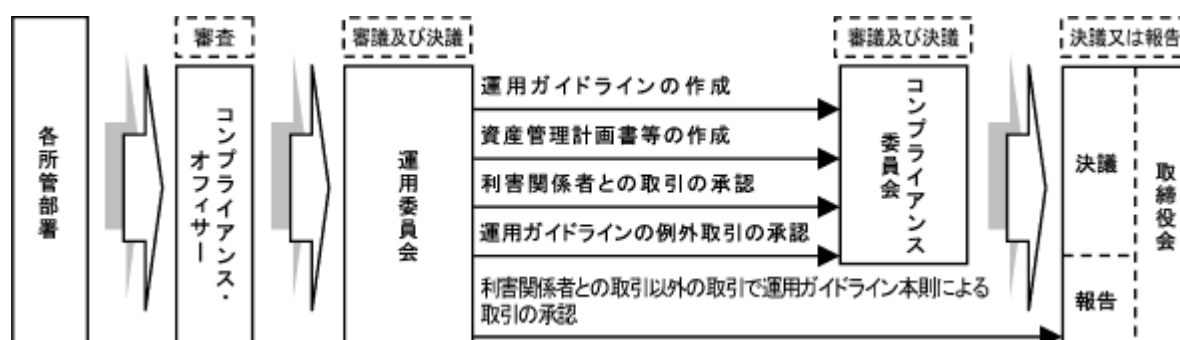 審査
審議及び決議
審議及び決議
決議又は報告
各所管部署
コンプライアンス・
オフィサー
運用委員会
運用ガイドラインの作成
資産管理計画書等の作成
利害関係者との取引の承認
運用ガイドラインの例外取引の承認
利害関係者との取引以外の取引で運用ガイドライン本則による
取引の承認
コンプライアンス
委員会
決議
報告
取締役会